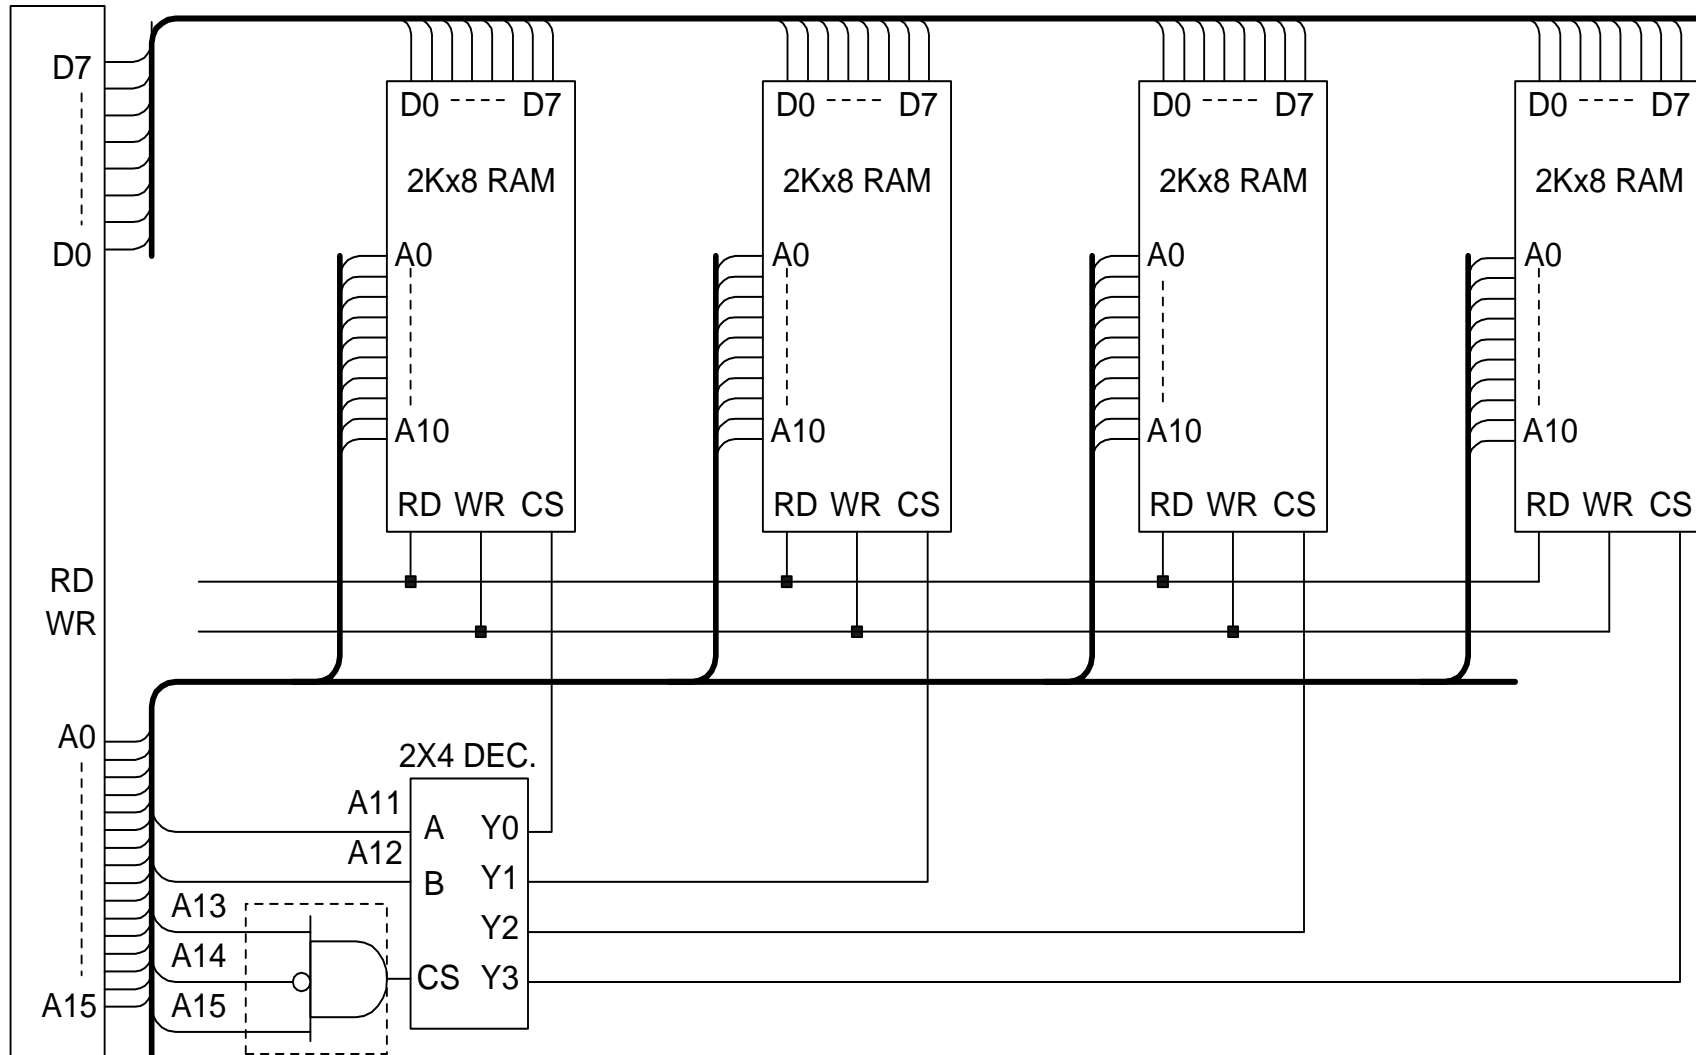 D7
D0
D0 ---- D7
2Kx8 RAM
A0
A10
RD WR CS
D0 ---- D7
2Kx8 RAM
A0
A10
RD WR CS
D0 ---- D7
2Kx8 RAM
A0
A10
RD WR CS
D0 ---- D7
2Kx8 RAM
A0
A10
RD WR CS
RD
WR
A0
A15
2X4 DEC.
A11
A Y0
A12
B Y1
A13
Y2
A14
CS Y3
A15